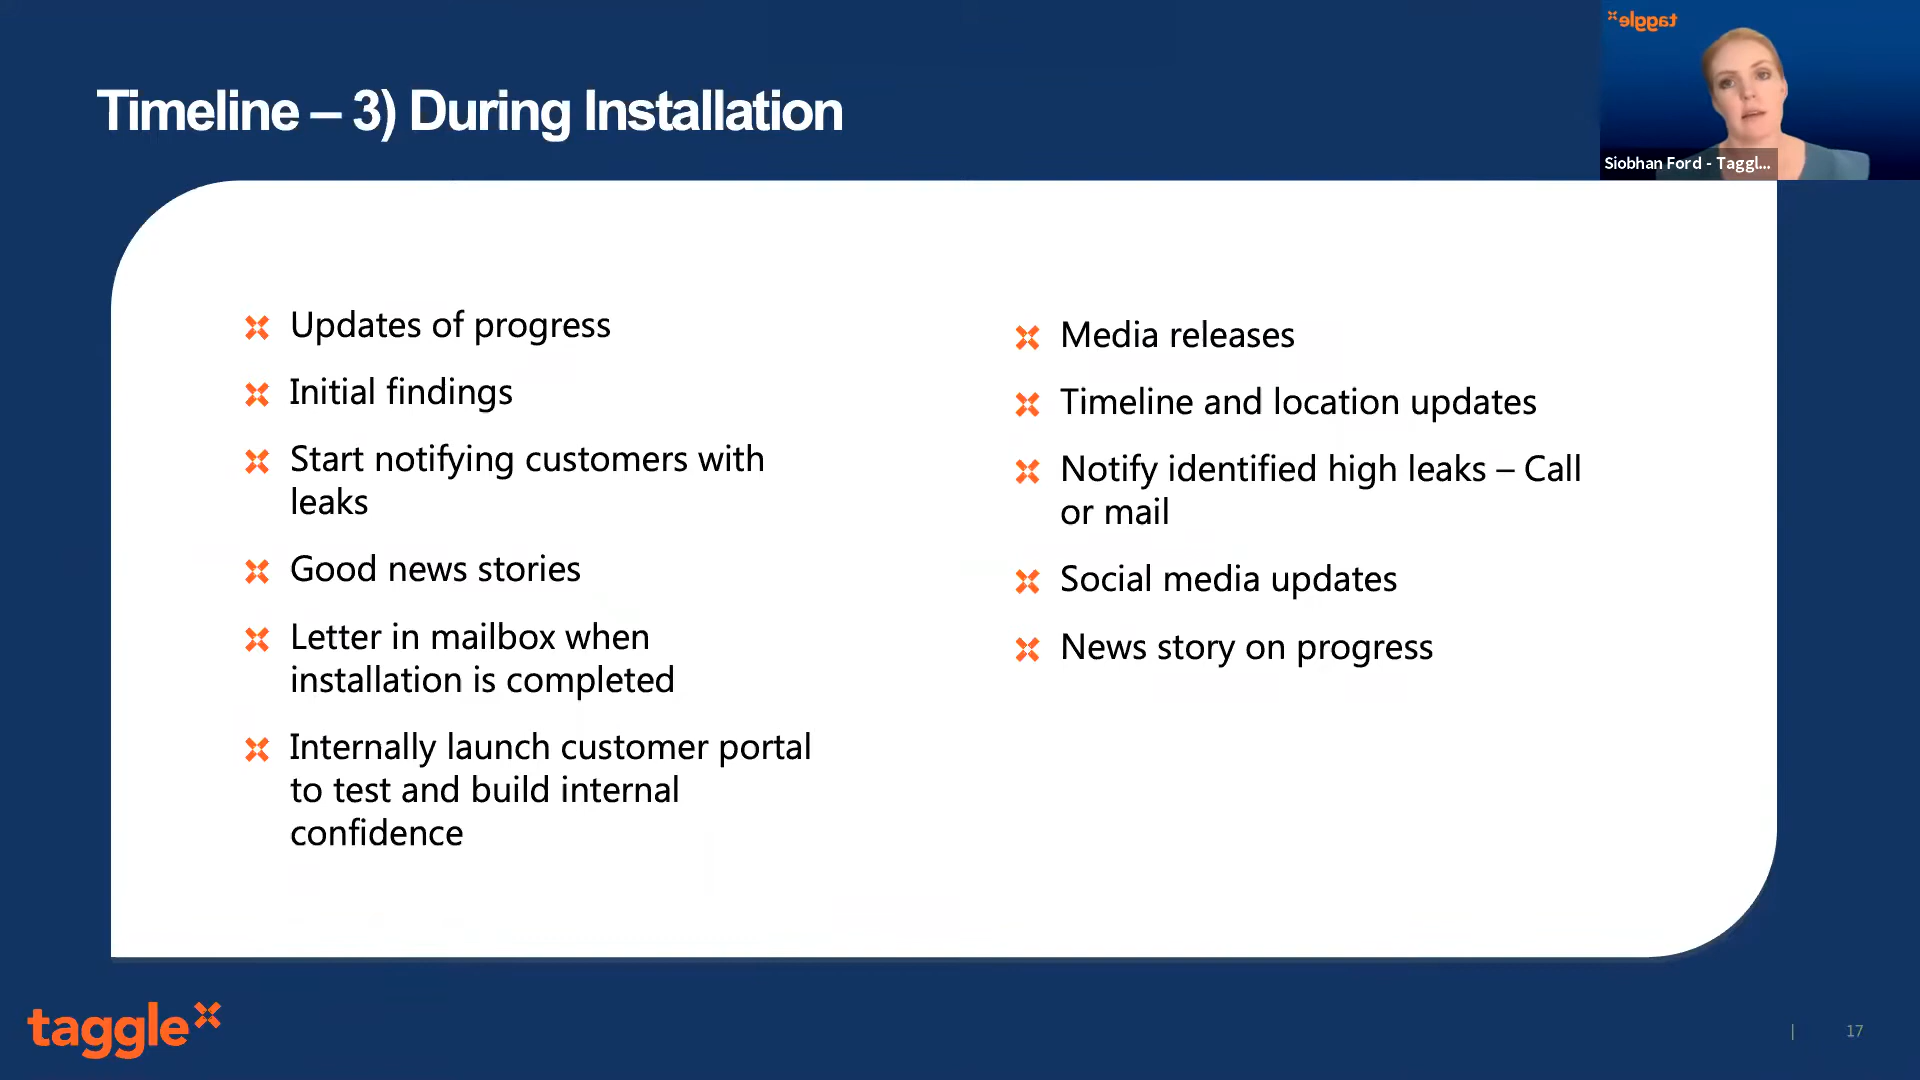 Timeline – 3) During Installation
taggle
Siobhan Ford - Taggl...
Updates of progress
Initial findings
Start notifying customers with
leaks
Good news stories
Letter in mailbox when
installation is completed
Internally launch customer portal
to test and build internal
confidence
Media releases
Timeline and location updates
Notify identified high leaks – Call
or mail
Social media updates
News story on progress
taggle
| 17